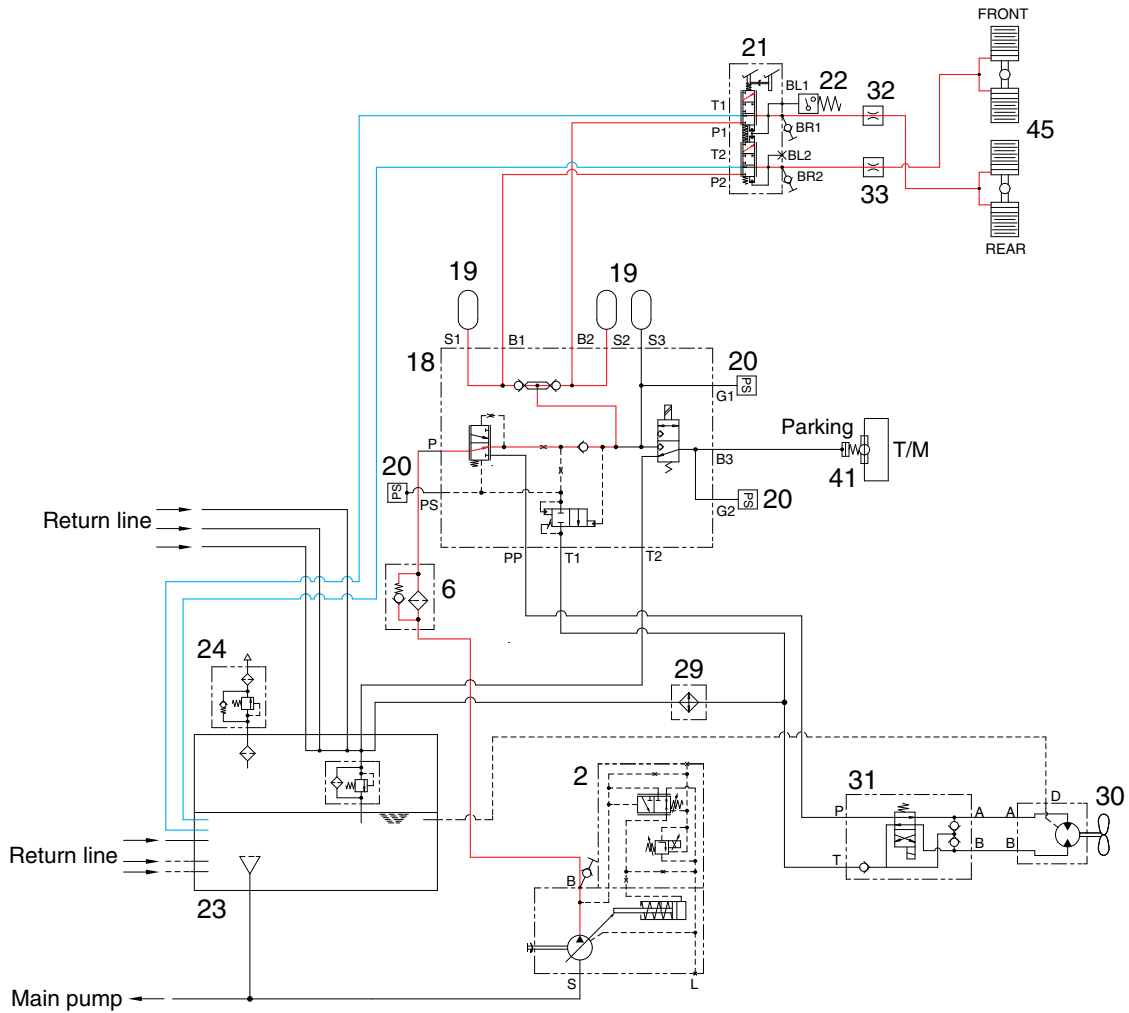 FRONT
21
22
BL1
32
T1
P1
BR1
45
T2
BL2
P2
BR2
33
REAR
19
19
S1
B1
B2
S2
S3
18
20
PS
G1
P
Parking
T/M
B3
41
20
PS
PS
PS
20
G2
Return line
PP
T1
T2
6
24
29
2
D
30
31
P
A
A
B
B
T
Return line
B
23
S
L
Main pump